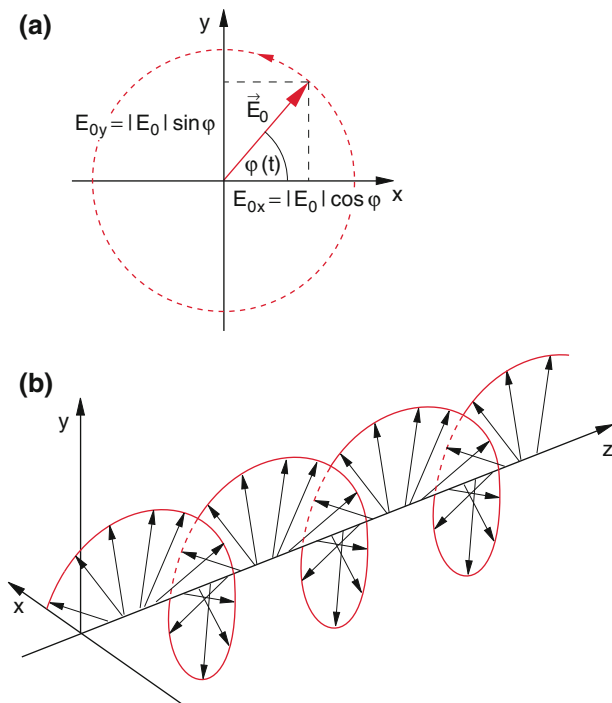 (a)
y
E₀y = |E₀| sinφ
E⃗₀
φ(t)
E₀x = |E₀| cosφ
x
(b)
y
z
x